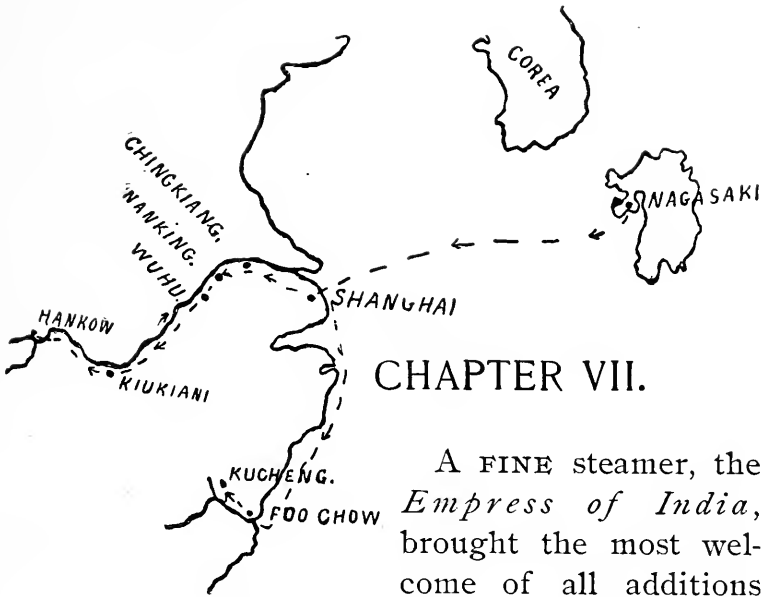 COREA
CHINGKIANG,
NANKING.
WUHU.
NAGASAKI
SHANGHAI
HANKOW
KIUKIANI
CHAPTER VII.
KUCHENG.
FOO CHOW
A FINE steamer, the
Empress of India,
brought the most wel-
come of all additions